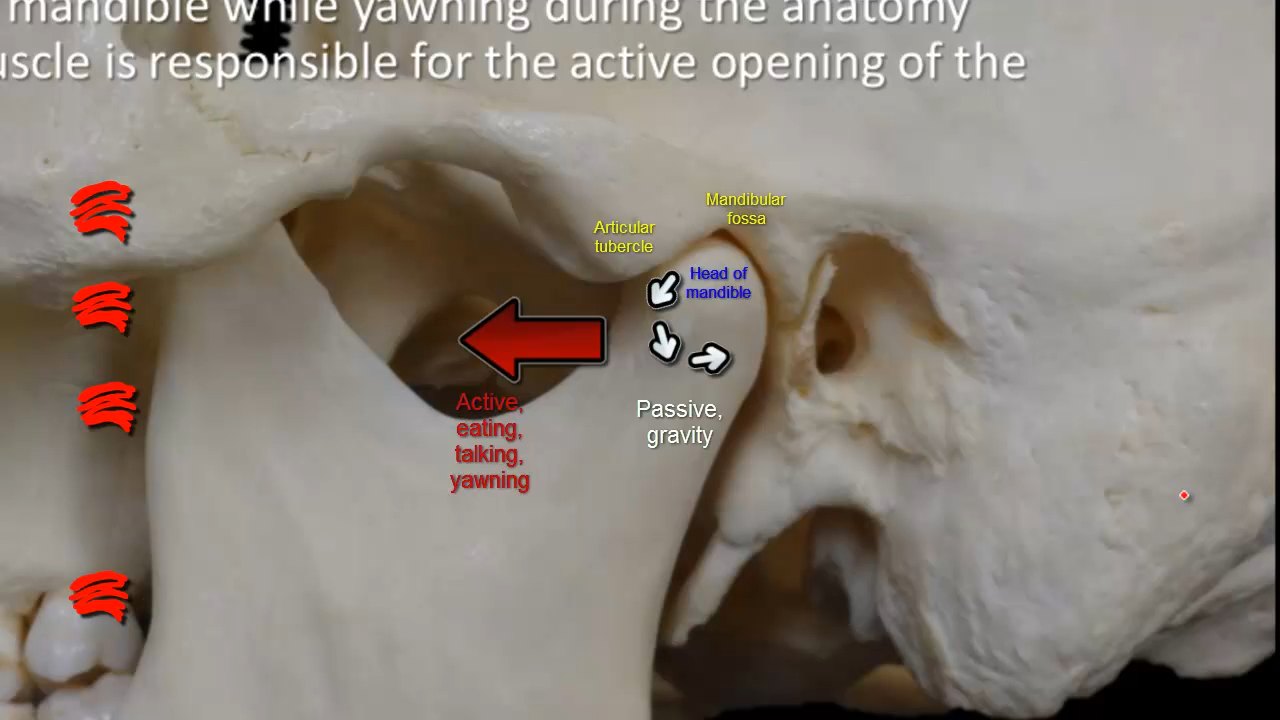 mandible while yawning during the anatomy
is responsible for the active opening of the
Mandibular
fossa
Articular
tubercle
Head of
mandible
Active,
eating,
talking,
yawning
Passive,
gravity